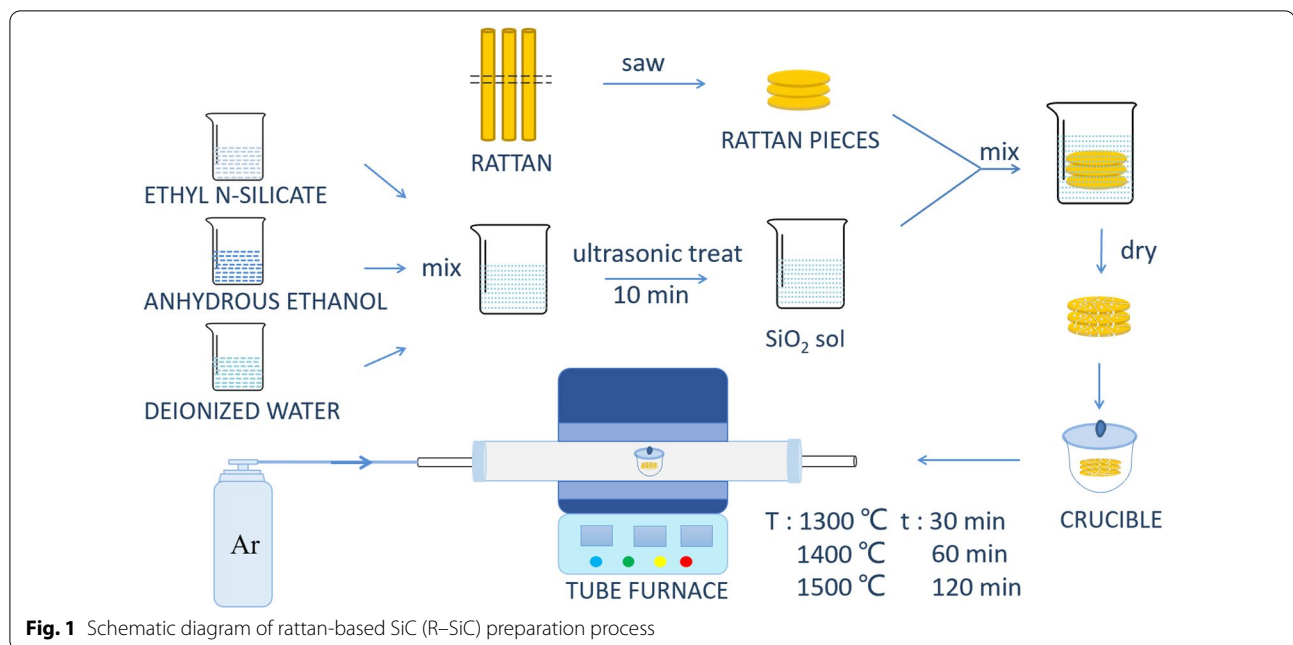 saw
RATTAN
RATTAN PIECES
mix
ETHYL N-SILICATE
ANHYDROUS ETHANOL
DEIONIZED WATER
mix
ultrasonic treat
10 min
SiO₂ sol
dry
CRUCIBLE
T : 1300 ℃ t : 30 min
1400 ℃ 60 min
1500 ℃ 120 min
Ar
TUBE FURNACE
Fig. 1 Schematic diagram of rattan-based SiC (R–SiC) preparation process